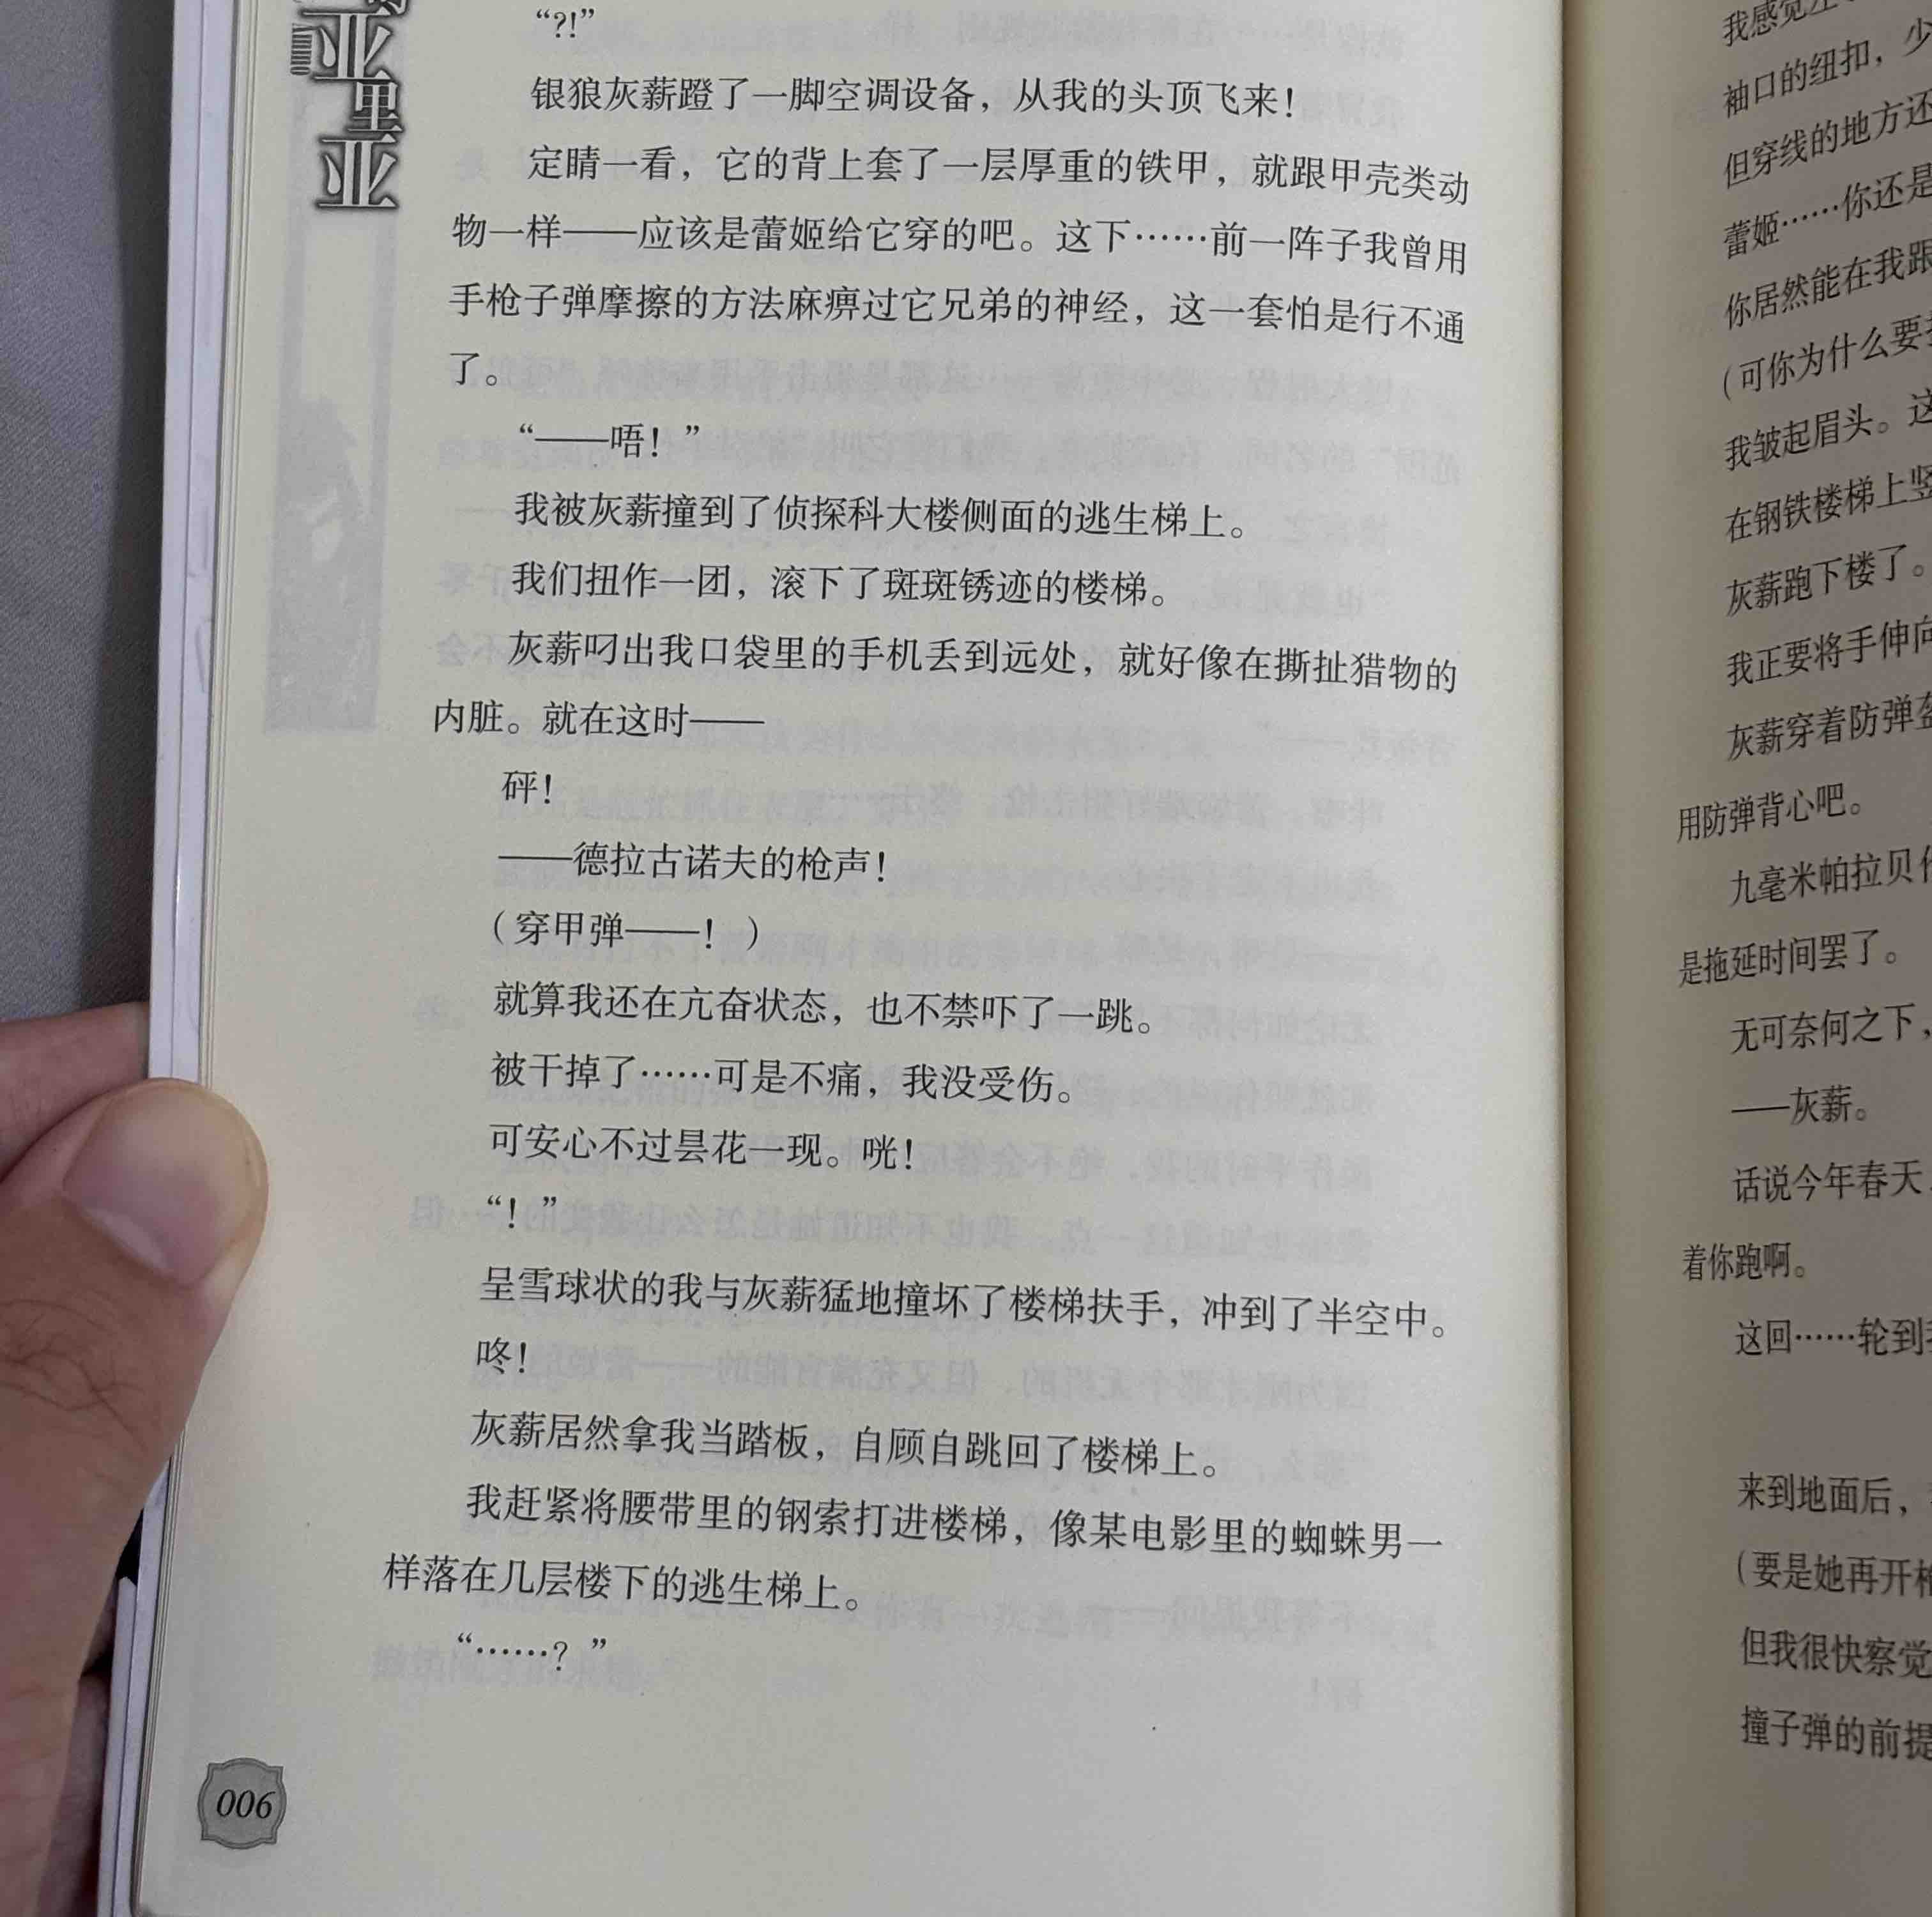 亚里亚
“?!”
银狼灰薪蹬了一脚空调设备，从我的头顶飞来！
定睛一看，它的背上套了一层厚重的铁甲，就跟甲壳类动
物一样——应该是蕾姬给它穿的吧。这下……前一阵子我曾用
手枪子弹摩擦的方法麻痹过它兄弟的神经，这一套怕是行不通
了。
“——唔！”
我被灰薪撞到了侦探科大楼侧面的逃生梯上。
我们扭作一团，滚下了斑斑锈迹的楼梯。
灰薪叼出我口袋里的手机丢到远处，就好像在撕扯猎物的
内脏。就在这时——
砰！
——德拉古诺夫的枪声！
（穿甲弹——！）
就算我还在亢奋状态，也不禁吓了一跳。
被干掉了……可是不痛，我没受伤。
可安心不过昙花一现。咣！
“！”
呈雪球状的我与灰薪猛地撞坏了楼梯扶手，冲到了半空中。
咚！
灰薪居然拿我当踏板，自顾自跳回了楼梯上。
我赶紧将腰带里的钢索打进楼梯，像某电影里的蜘蛛男一
样落在几层楼下的逃生梯上。
“……？”
006
我感觉左
袖口的纽扣，少
但穿线的地方还
蕾姬……你还是
你居然能在我跟
（可你为什么要
我皱起眉头。这
在钢铁楼梯上竖
灰薪跑下楼了。
我正要将手伸向
灰薪穿着防弹
用防弹背心吧。
九毫米帕拉贝
是拖延时间罢了。
无可奈何之下，
——灰薪。
话说今年春天，
着你跑啊。
这回……轮到
来到地面后，
（要是她再开枪
但我很快察觉
撞子弹的前提